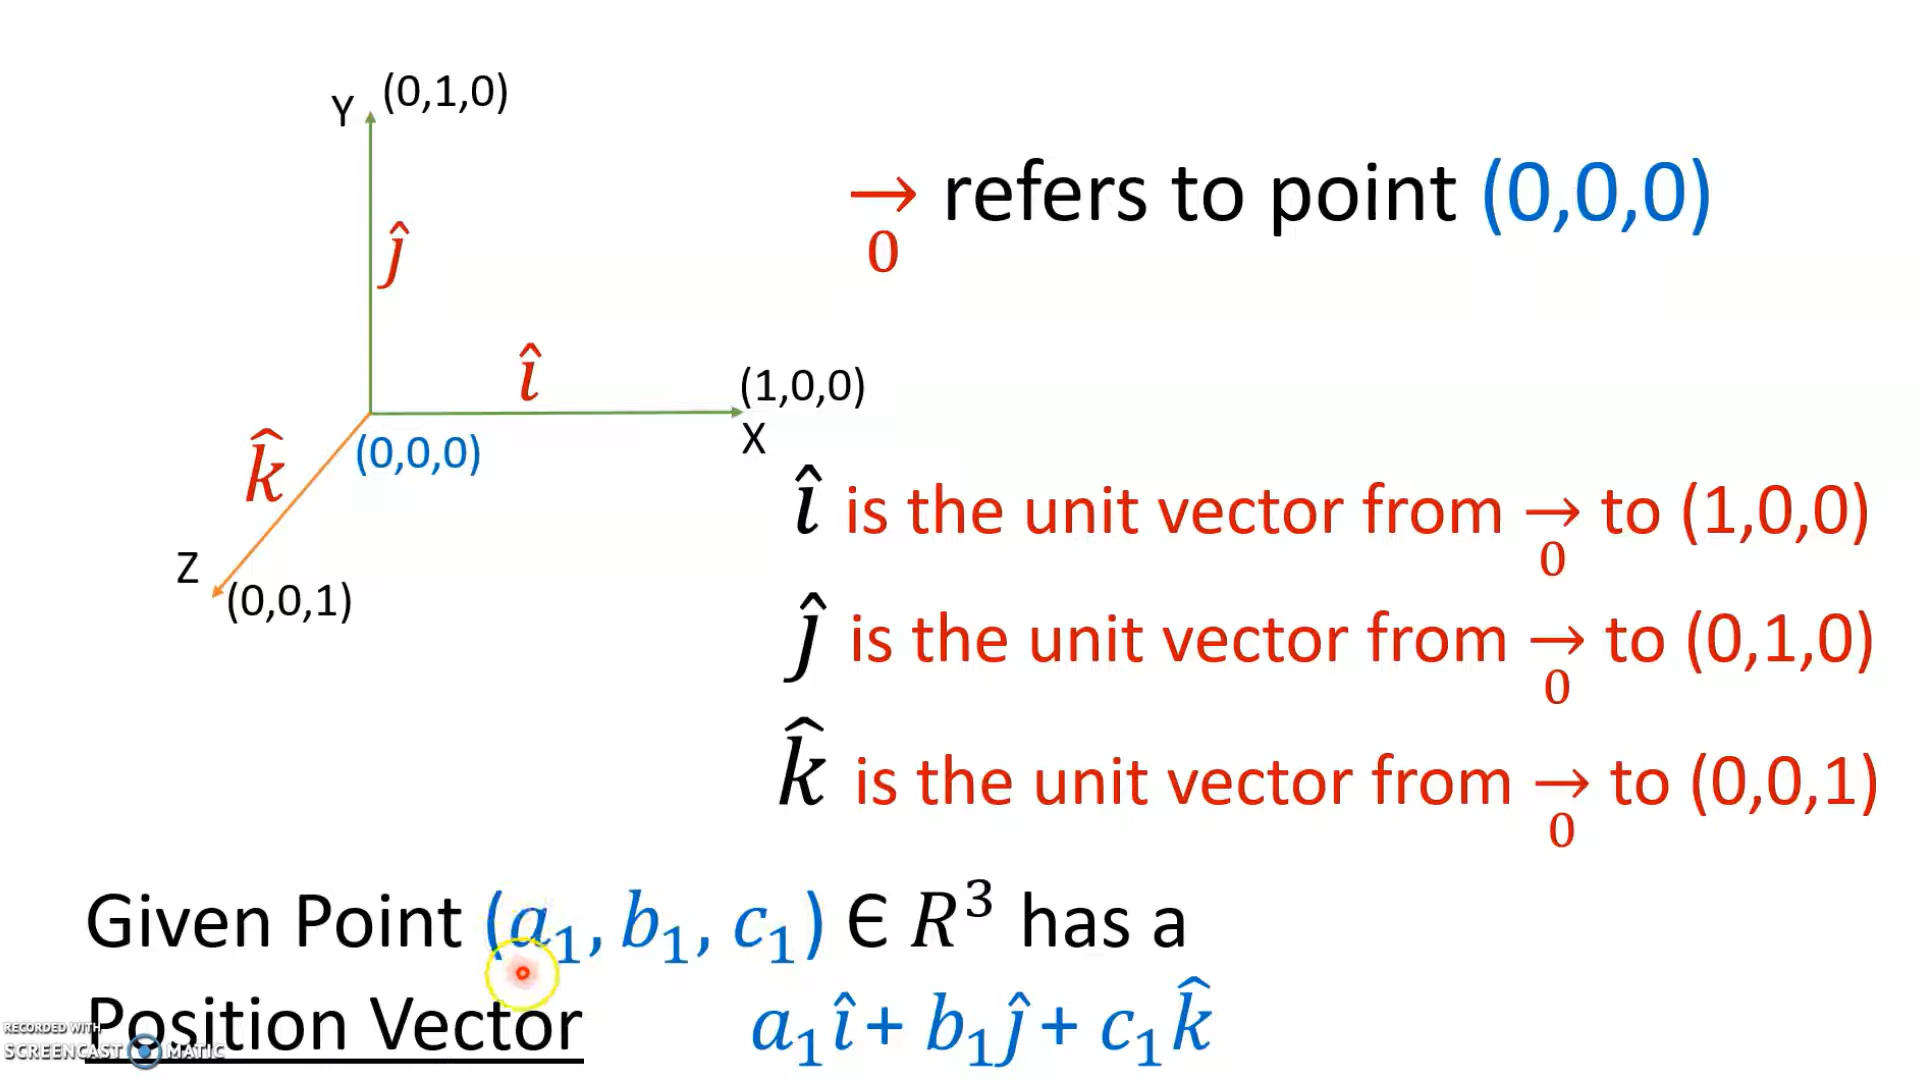 Y (0,1,0)
ĵ
î
(1,0,0)
X
(0,0,0)
k̂
Z
(0,0,1)
→ refers to point (0,0,0)
0
î is the unit vector from → to (1,0,0)
0
ĵ is the unit vector from → to (0,1,0)
0
k̂ is the unit vector from → to (0,0,1)
0
Given Point (a₁, b₁, c₁) Є R³ has a
Position Vector a₁î + b₁ĵ + c₁k̂
RECORDED WITH
SCREENCAST MATIC